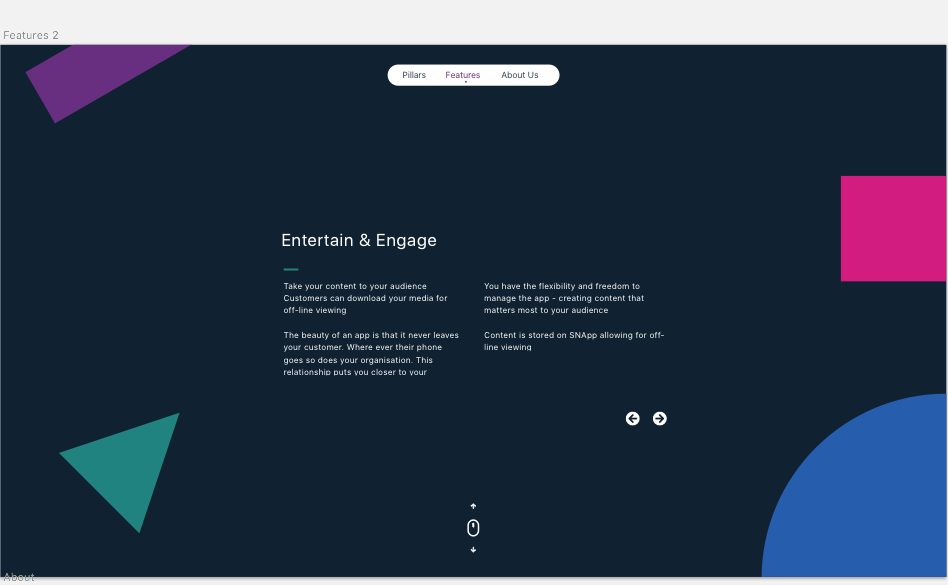 Features 2
Pillars Features About Us
Entertain & Engage
Take your content to your audience
Customers can download your media for
off-line viewing
The beauty of an app is that it never leaves
your customer. Where ever their phone
goes so does your organisation. This
relationship puts you closer to your
You have the flexibility and freedom to
manage the app - creating content that
matters most to your audience
Content is stored on SNApp allowing for off-
line viewing
About